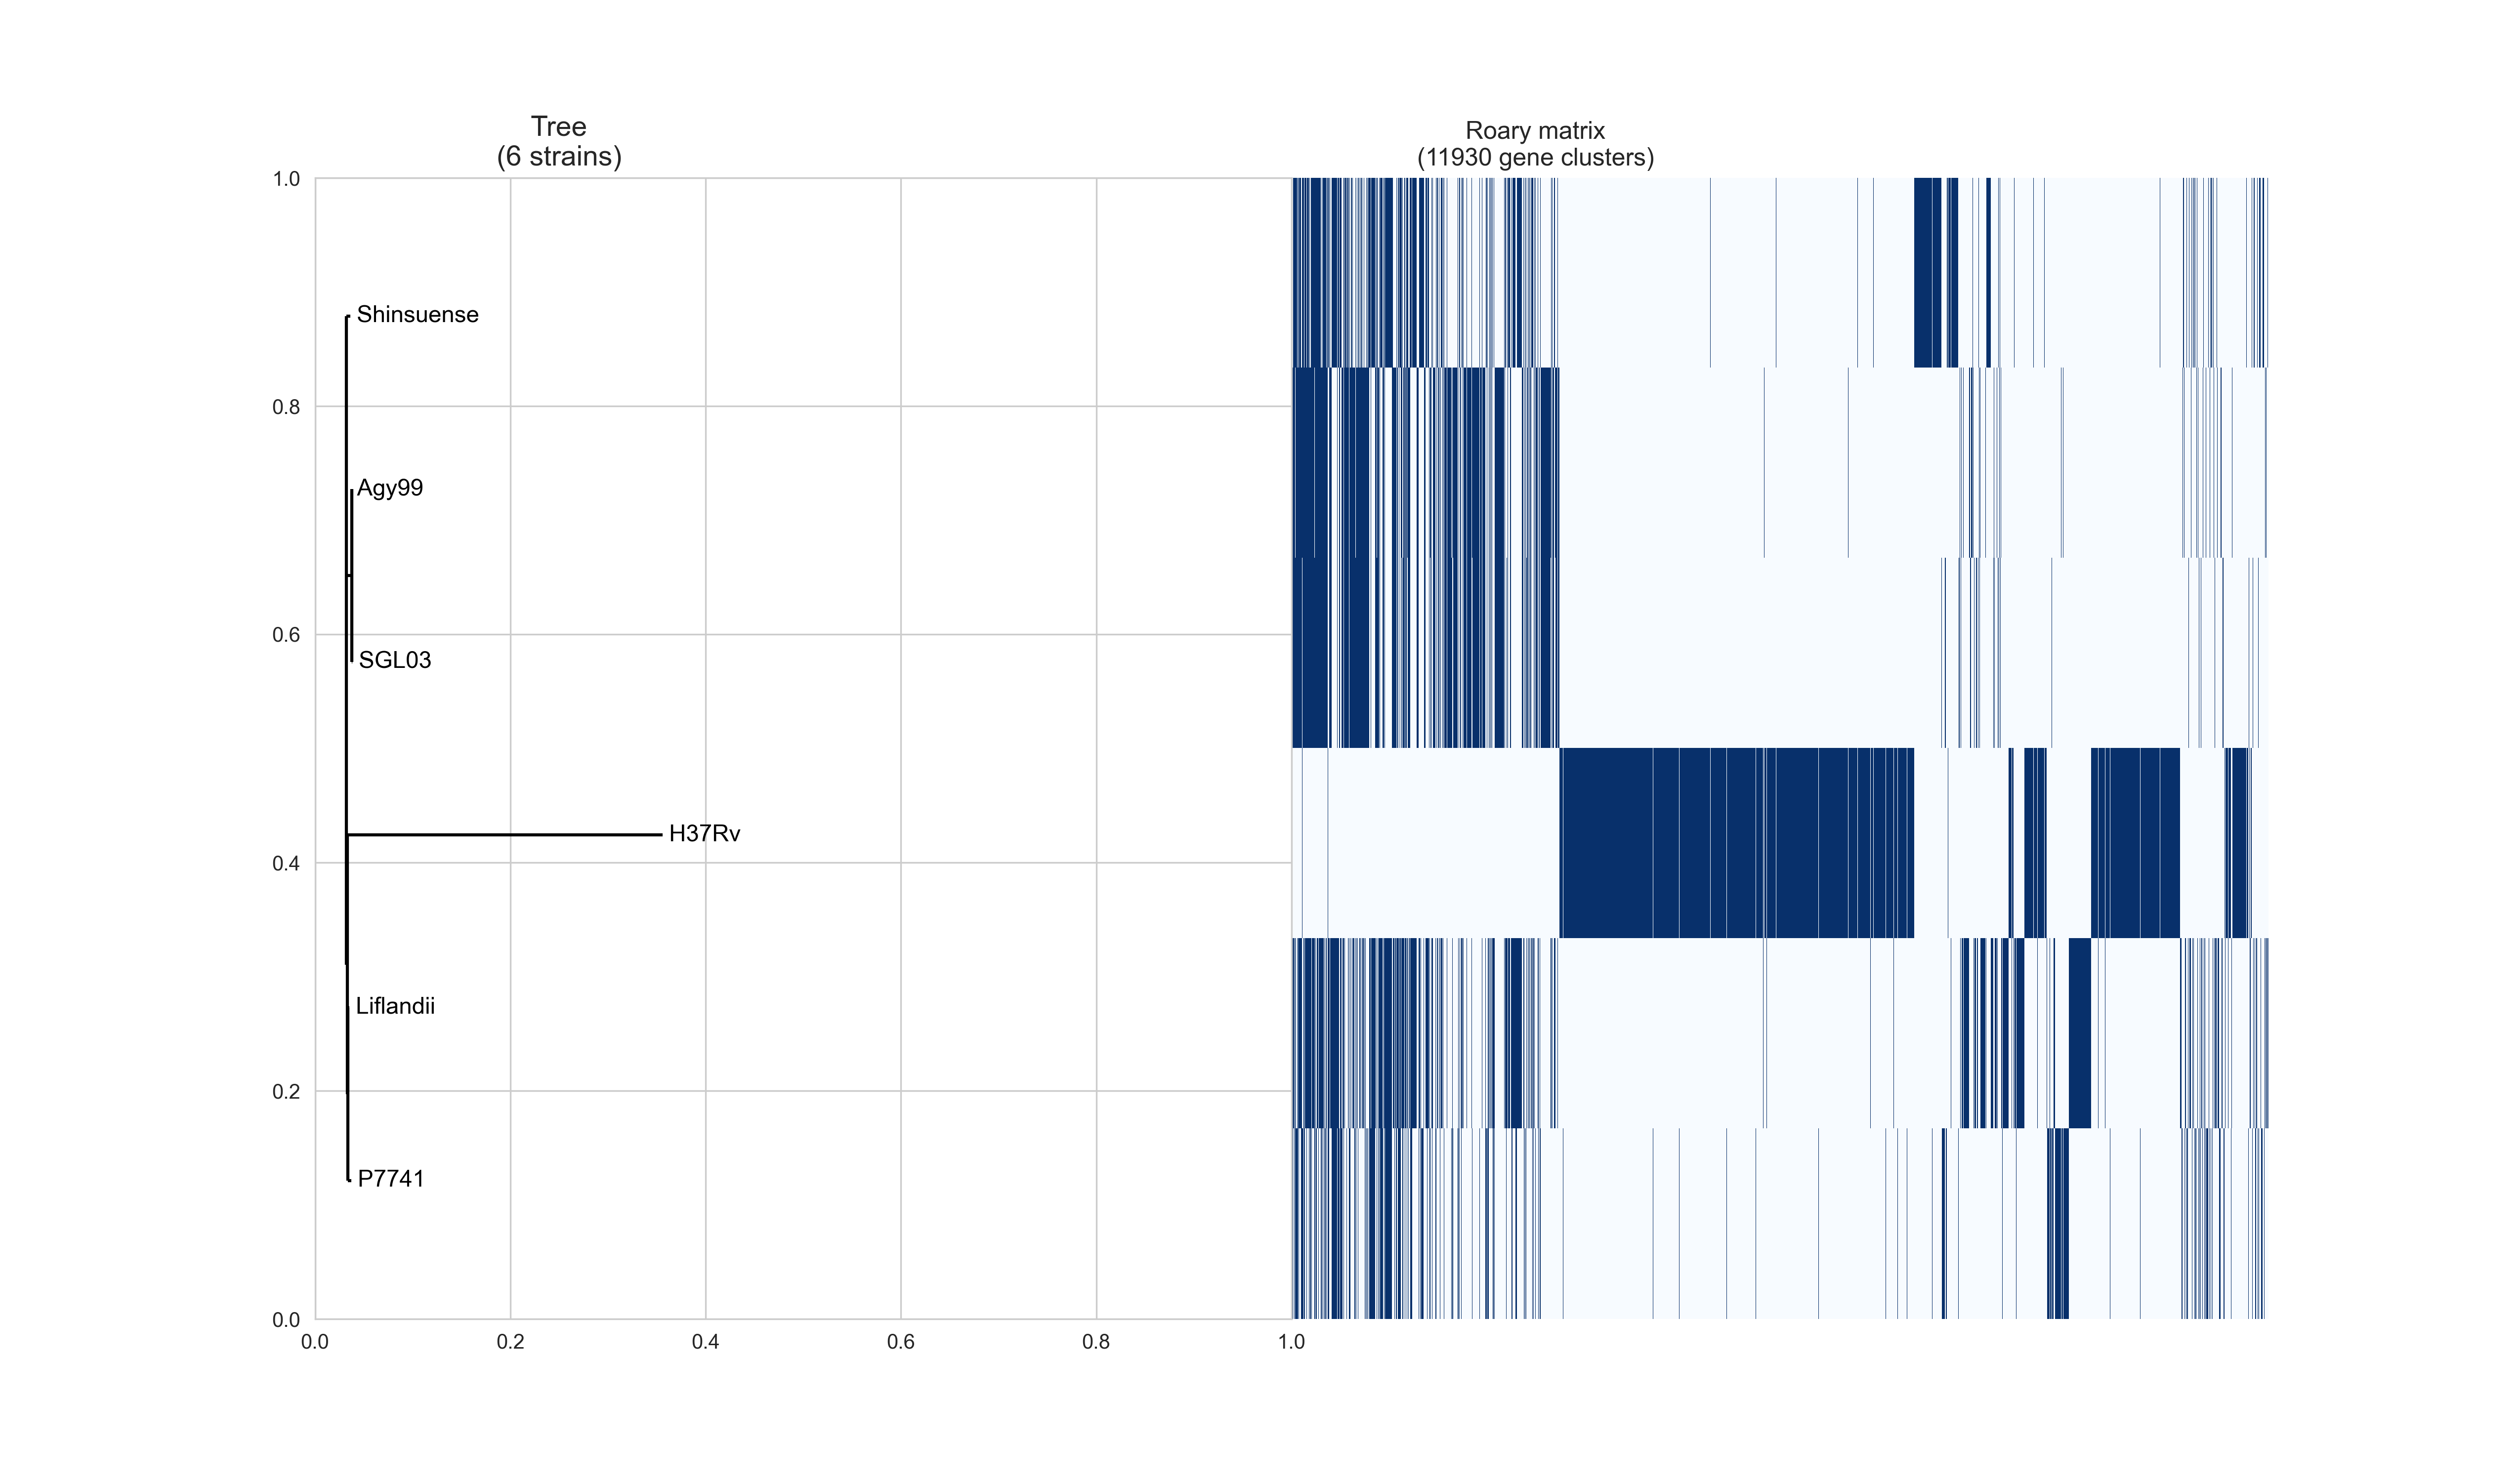 Tree
(6 strains)
Roary matrix
(11930 gene clusters)
1.0
0.8
0.6
0.4
0.2
0.0
Shinsuense
Agy99
SGL03
H37Rv
Liflandii
P7741
0.0
0.2
0.4
0.6
0.8
1.0